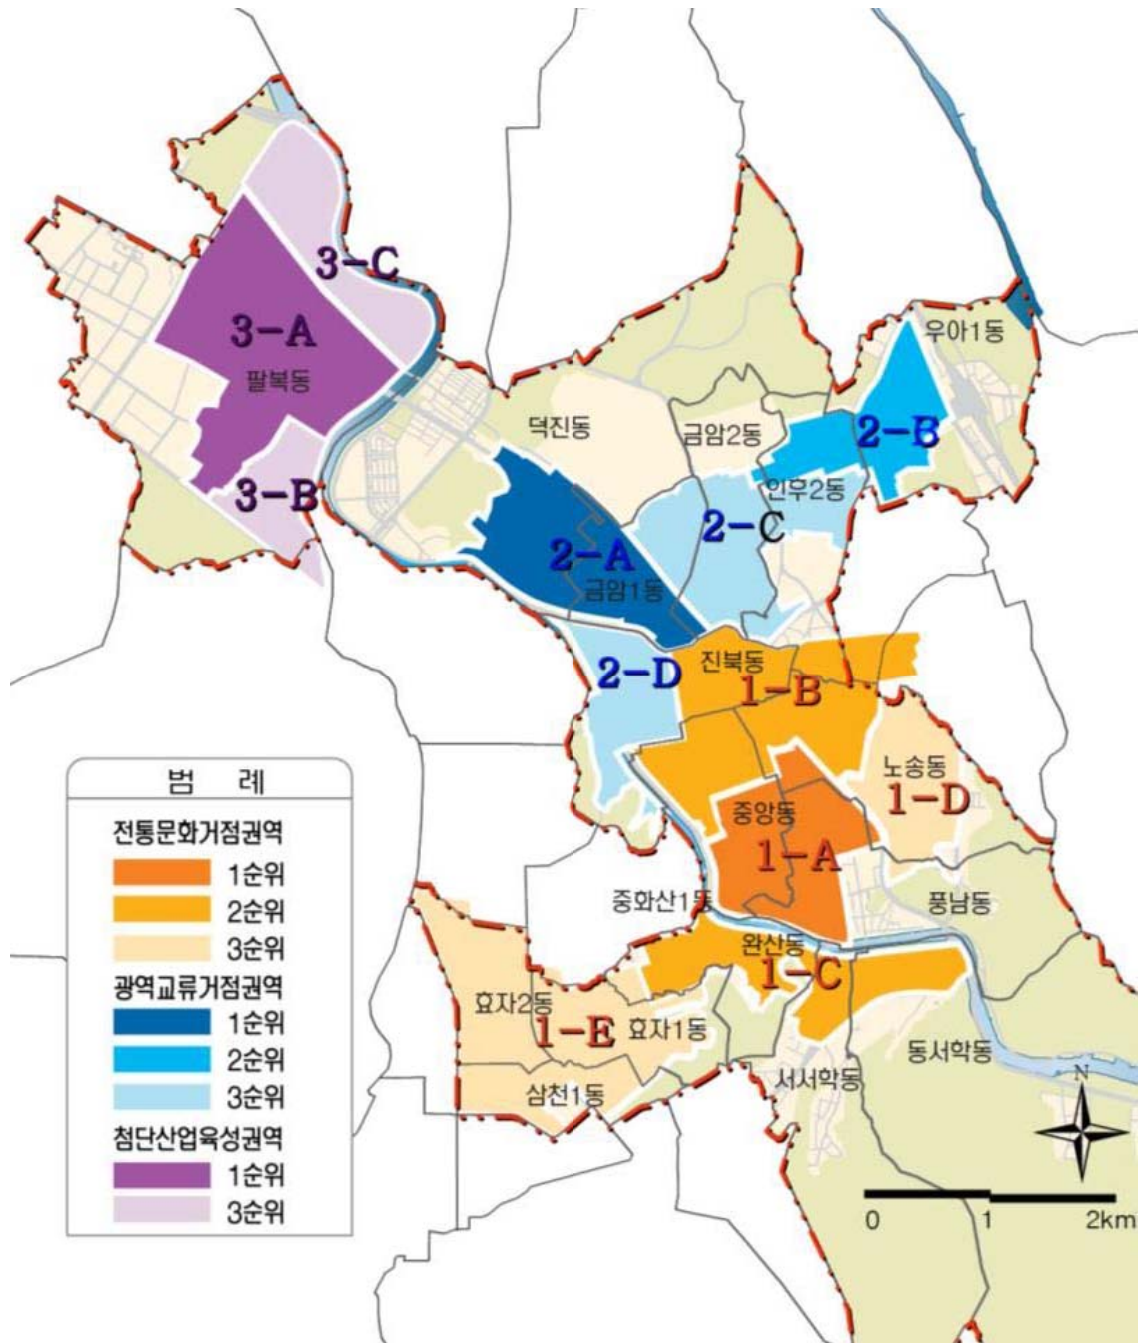 3-C
3-A
팔복동
우아1동
덕진동
금암2동
2-B
3-B
인후2동
2-C
2-A
금암1동
진북동
2-D
1-B
노송동
1-D
중앙동
1-A
중화산1동
풍남동
완산동
1-C
효자2동
1-E
효자1동
동서학동
서서학동
삼천1동
범 례
전통문화거점권역
1순위
2순위
3순위
광역교류거점권역
1순위
2순위
3순위
첨단산업육성권역
1순위
3순위
N
0 1 2km